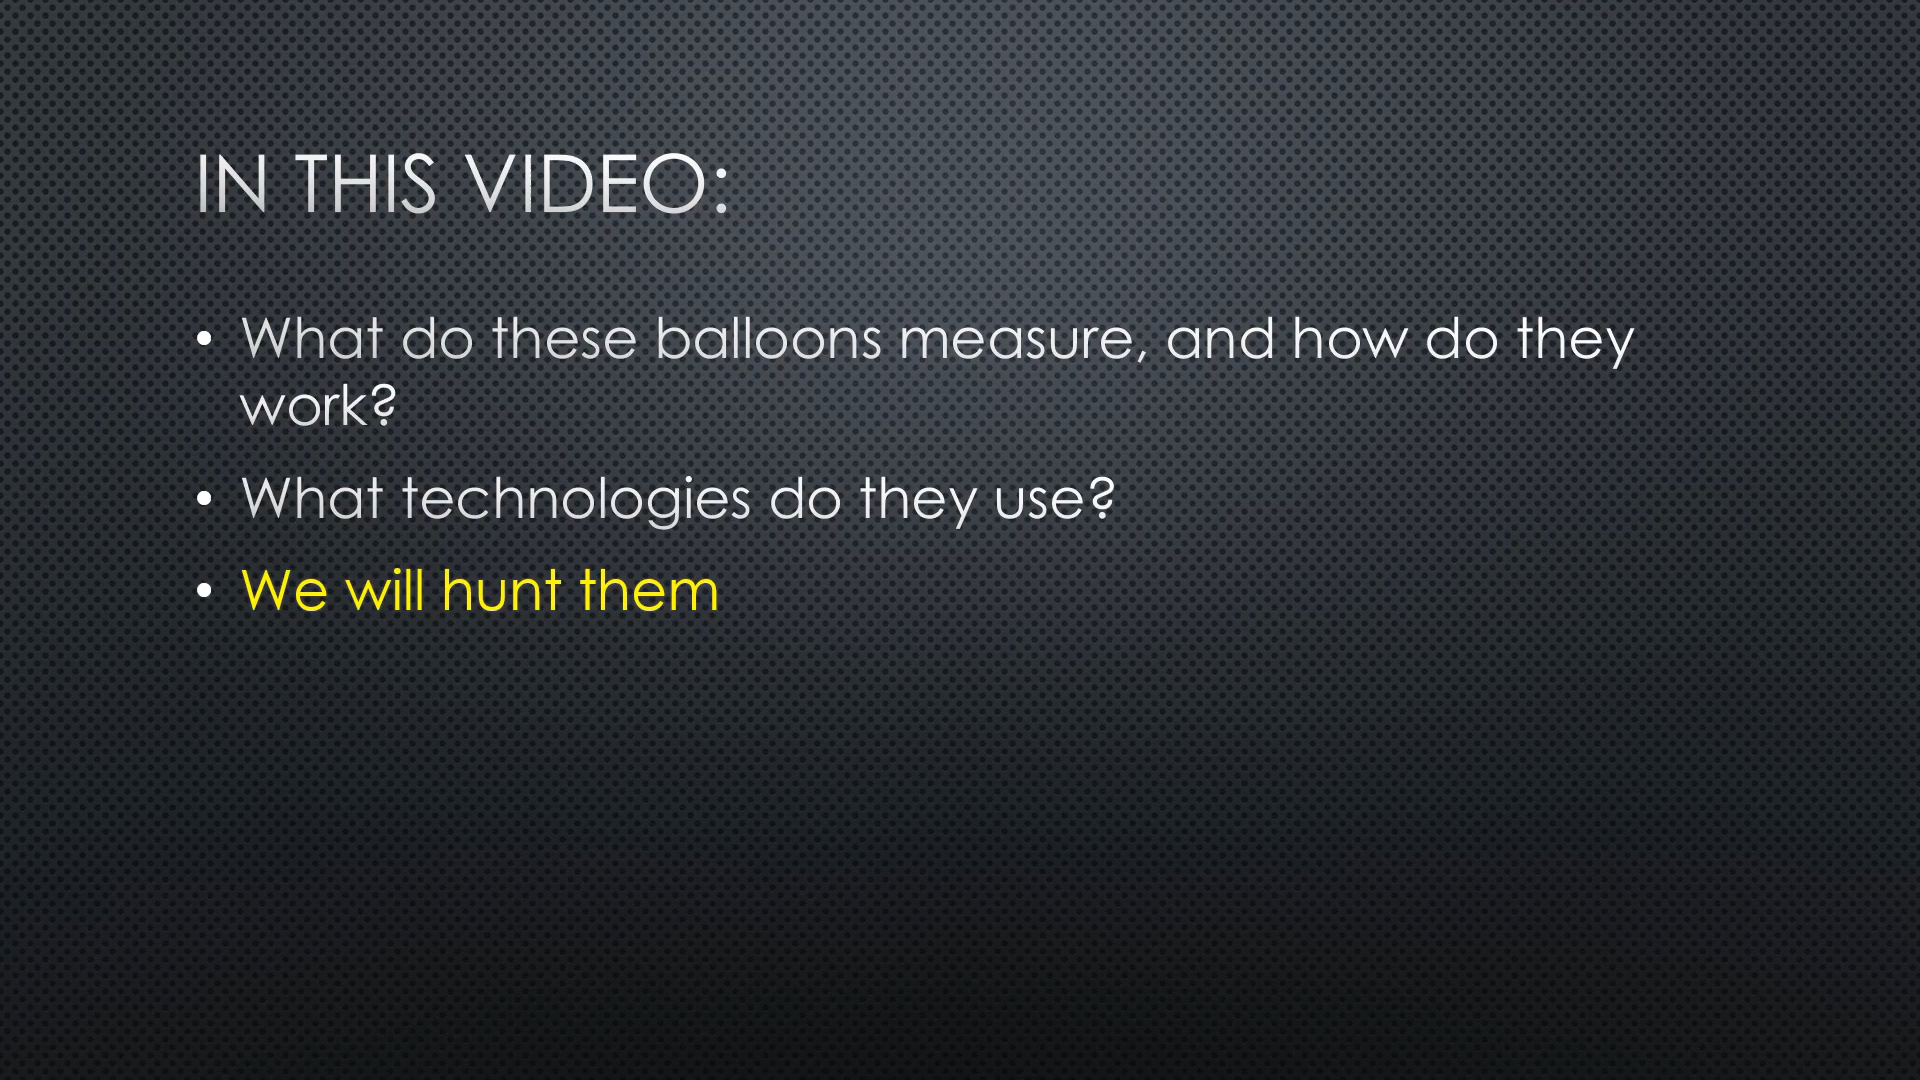 IN THIS VIDEO:
• What do these balloons measure, and how do they
work?
• What technologies do they use?
• We will hunt them